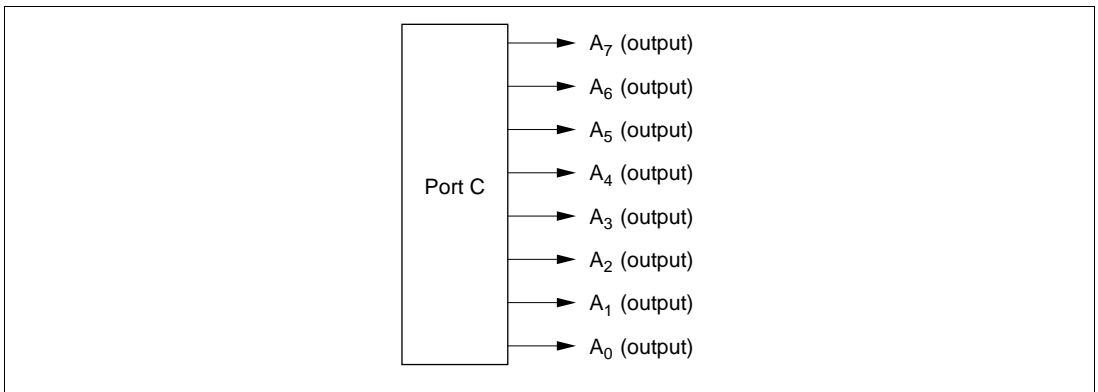 A₇ (output)
A₆ (output)
A₅ (output)
A₄ (output)
Port C
A₃ (output)
A₂ (output)
A₁ (output)
A₀ (output)